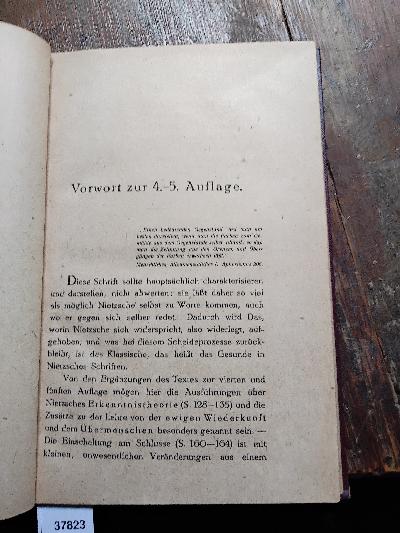 Vorwort zur 4.-5. Auflage.
Diese Schrift sollte hauptsächlich charakterisieren
und darstellen, nicht abwerten; sie läßt daher so viel
als möglich Nietzsche selbst zu Worte kommen, auch
wo er gegen sich selber redet. Dadurch wird Das,
worin Nietzsche sich widerspricht, also widerlegt, auf-
gehoben, und was bei diesem Scheideprozesse zurück-
bleibt, ist das Klassische, das heißt das Gesunde in
Nietzsches Schriften.
Von den Ergänzungen des Textes zur vierten und
fünften Auflage mögen hier die Ausführungen über
Nietzsches Erkenntnistheorie (S. 128—135) und die
Zusätze zu der Lehre von der ewigen Wiederkunft
und dem Übermenschen besonders genannt sein. —
Die Einschaltung am Schlusse (S. 160—164) ist mit
kleinen, unwesentlichen Veränderungen aus einem
37823